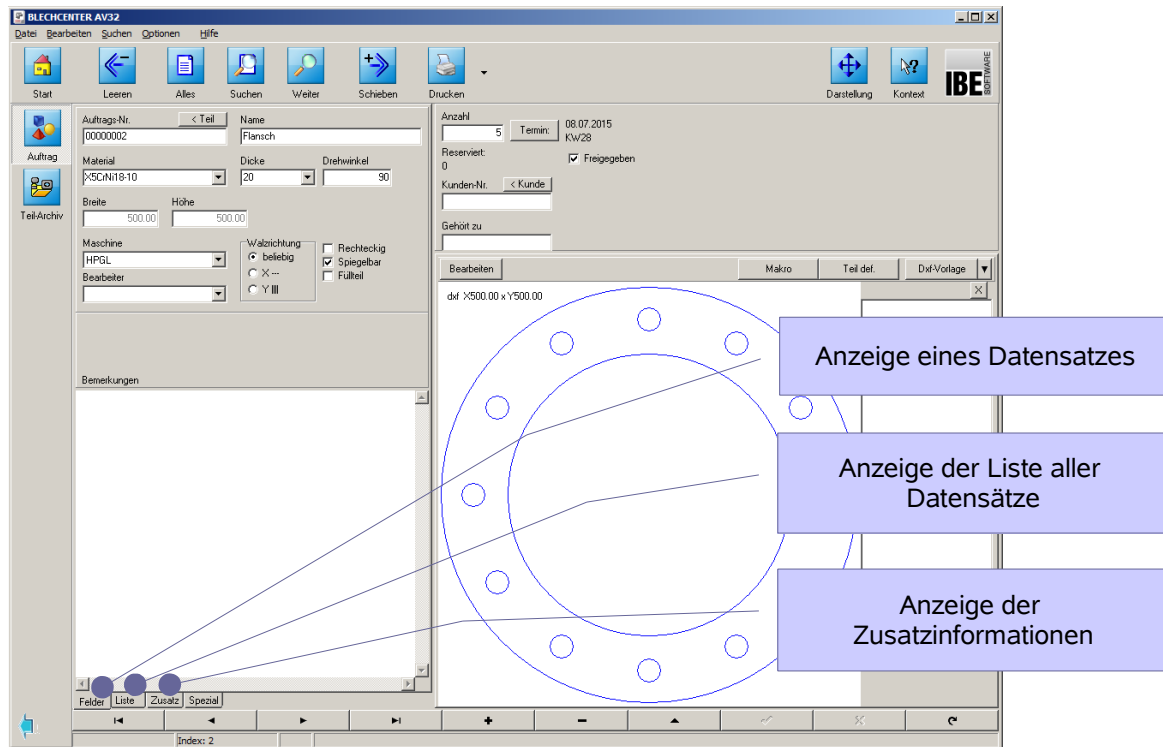 BLECHCENTER AV32
Datei Bearbeiten Suchen Optionen Hilfe
Start Leeren Alles Suchen Weiter Schieben Drucken Darstellung Kontext IBE SOFTWARE
Auftrag
Teil-Archiv
Auftrags-Nr. < Teil Name
00000002 Flansch
Material Dicke Drehwinkel
X5CrNi18-10 20 90
Breite Höhe
500.00 500.00
Maschine
HPGL
Bearbeiter
Walzrichtung
beliebig
X ---
Y III
Rechteckig
Spiegelbar
Füllteil
Bemerkungen
Anzahl
5 Termin: 08.07.2015
KW28
Reserviert:
0
Freigegeben
Kunden-Nr. < Kunde
Gehört zu
Bearbeiten Makro Teil def. Dxf-Vorlage
dxf X500.00 x Y500.00
X
Anzeige eines Datensatzes
Anzeige der Liste aller
Datensätze
Anzeige der
Zusatzinformationen
Felder Liste Zusatz Spezial
Index: 2